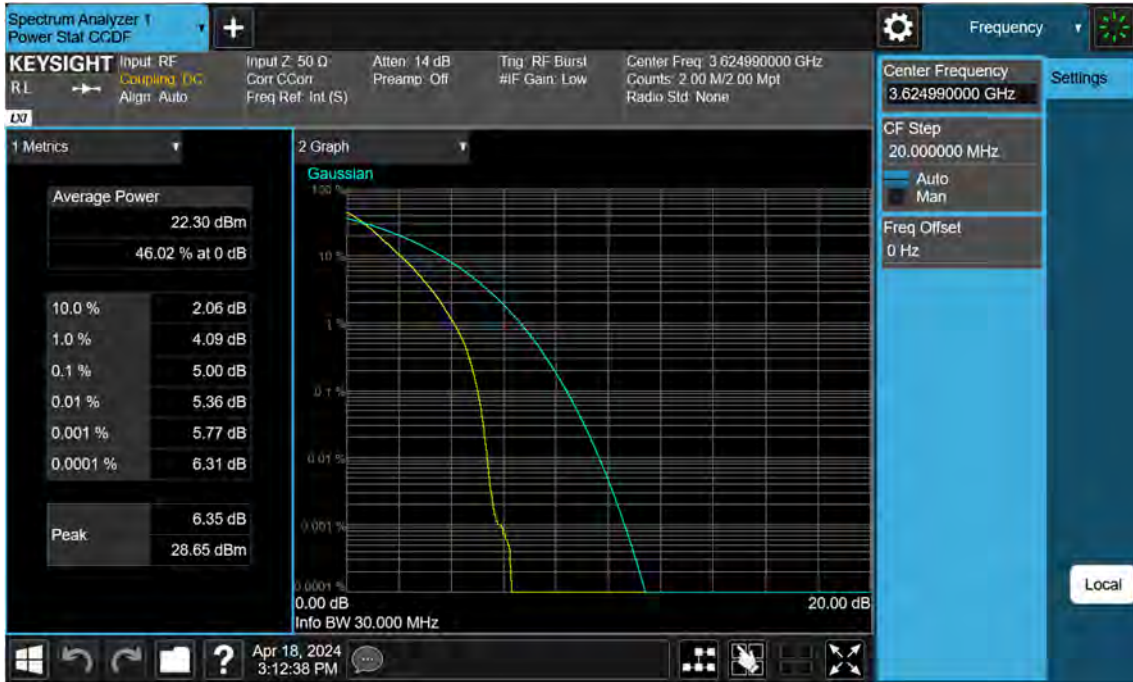 Spectrum Analyzer 1
Power Stat CCDF
+
Frequency
KEYSIGHT
R L
LXI
Input: RF
Coupling: DC
Align: Auto
Input Z: 50 Ω
Corr CCorr
Freq Ref: Int (S)
Atten: 14 dB
Preamp: Off
Trig: RF Burst
#IF Gain: Low
Center Freq: 3.624990000 GHz
Counts: 2.00 M/2.00 Mpt
Radio Std: None
Center Frequency
3.624990000 GHz
Settings
CF Step
20.000000 MHz
Auto
Man
Freq Offset
0 Hz
1 Metrics
Average Power
22.30 dBm
46.02 % at 0 dB
10.0 % 2.06 dB
1.0 % 4.09 dB
0.1 % 5.00 dB
0.01 % 5.36 dB
0.001 % 5.77 dB
0.0001 % 6.31 dB
Peak
6.35 dB
28.65 dBm
2 Graph
Gaussian
100 %
10 %
1 %
0.1 %
0.01 %
0.001 %
0.0001 %
0.00 dB 20.00 dB
Info BW 30.000 MHz
Local
?
Apr 18, 2024
3:12:38 PM